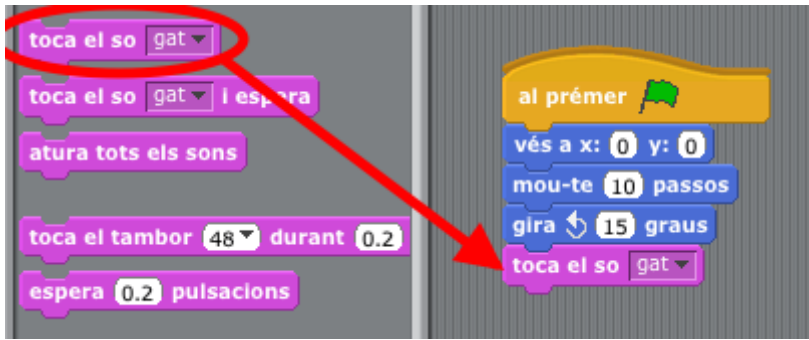 toca el so gat
toca el so gat i espera
atura tots els sons
toca el tambor 48 durant 0.2
espera 0.2 pulsacions
al prémer
vés a x: 0 y: 0
mou-te 10 passos
gira 15 graus
toca el so gat